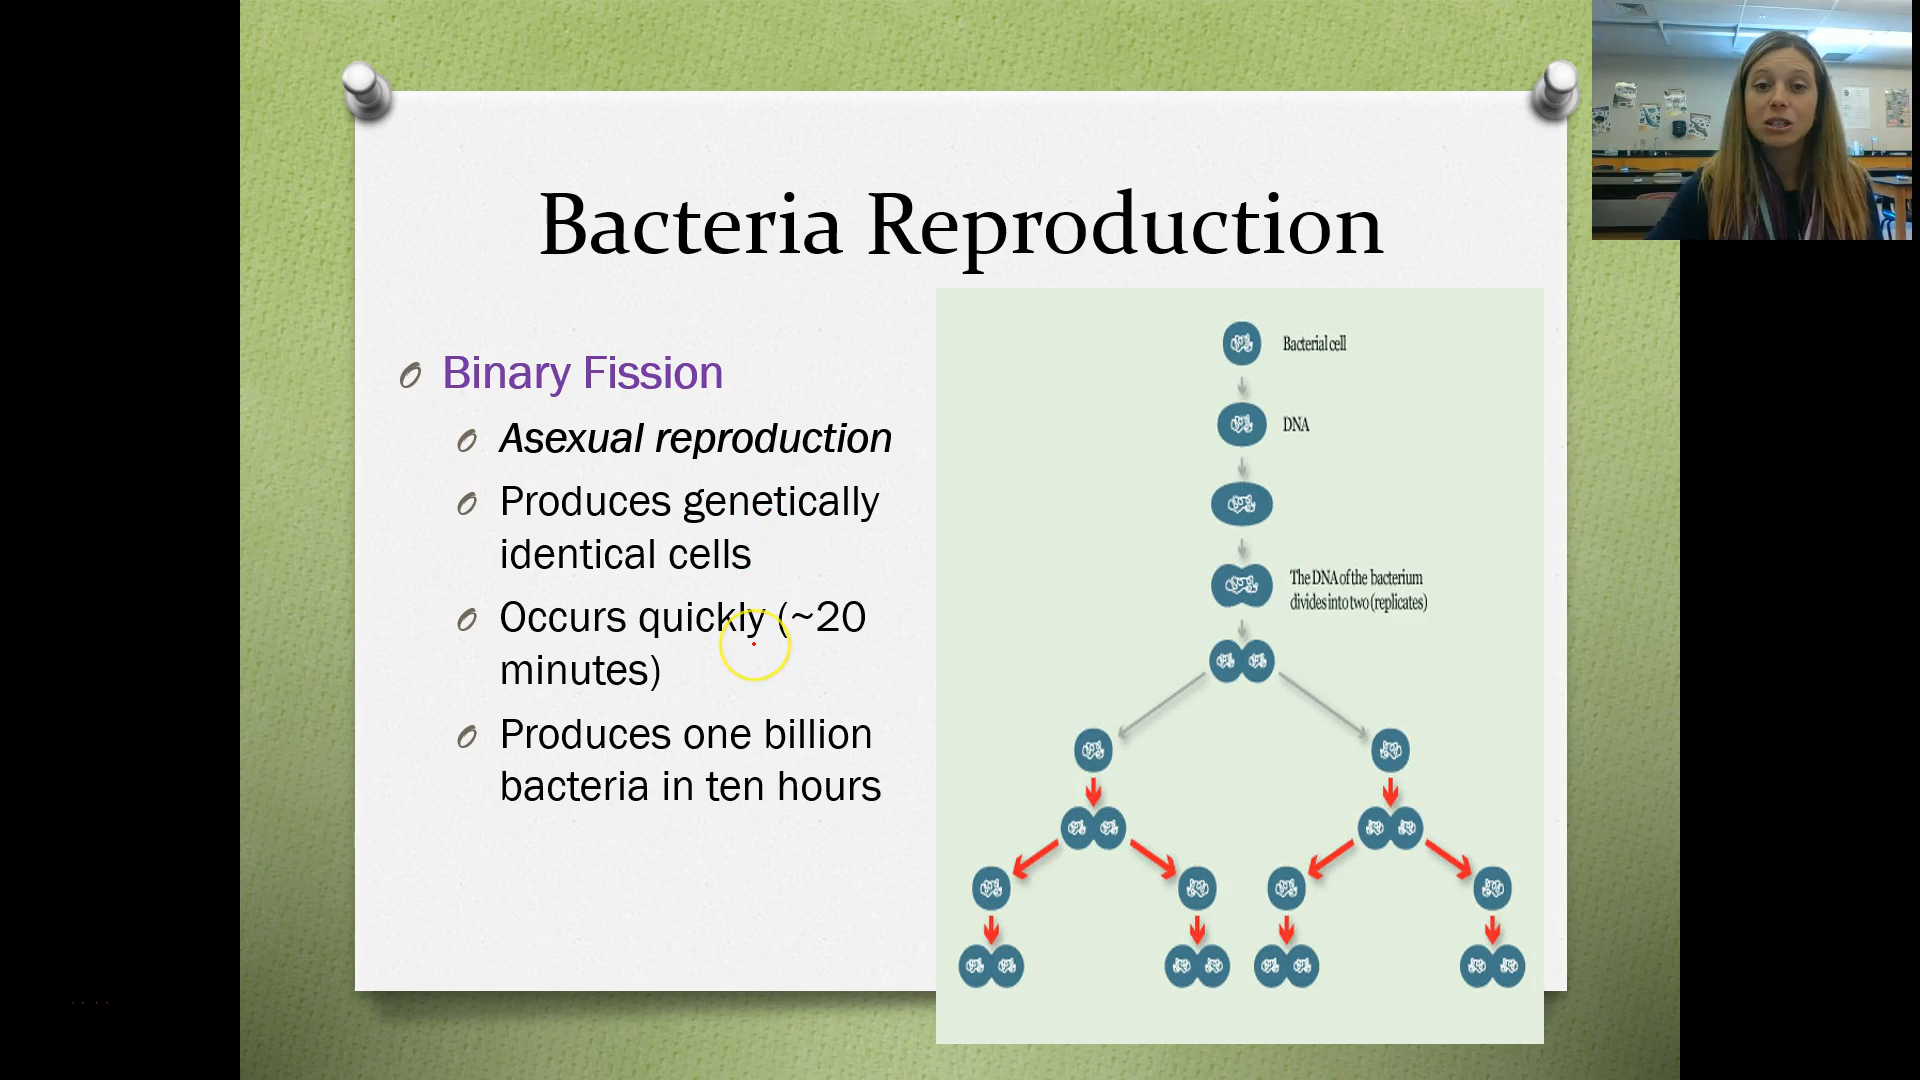 Bacteria Reproduction
Binary Fission
Asexual reproduction
Produces genetically
identical cells
Occurs quickly (~20
minutes)
Produces one billion
bacteria in ten hours
Bacterial cell
DNA
The DNA of the bacterium
divides into two (replicates)